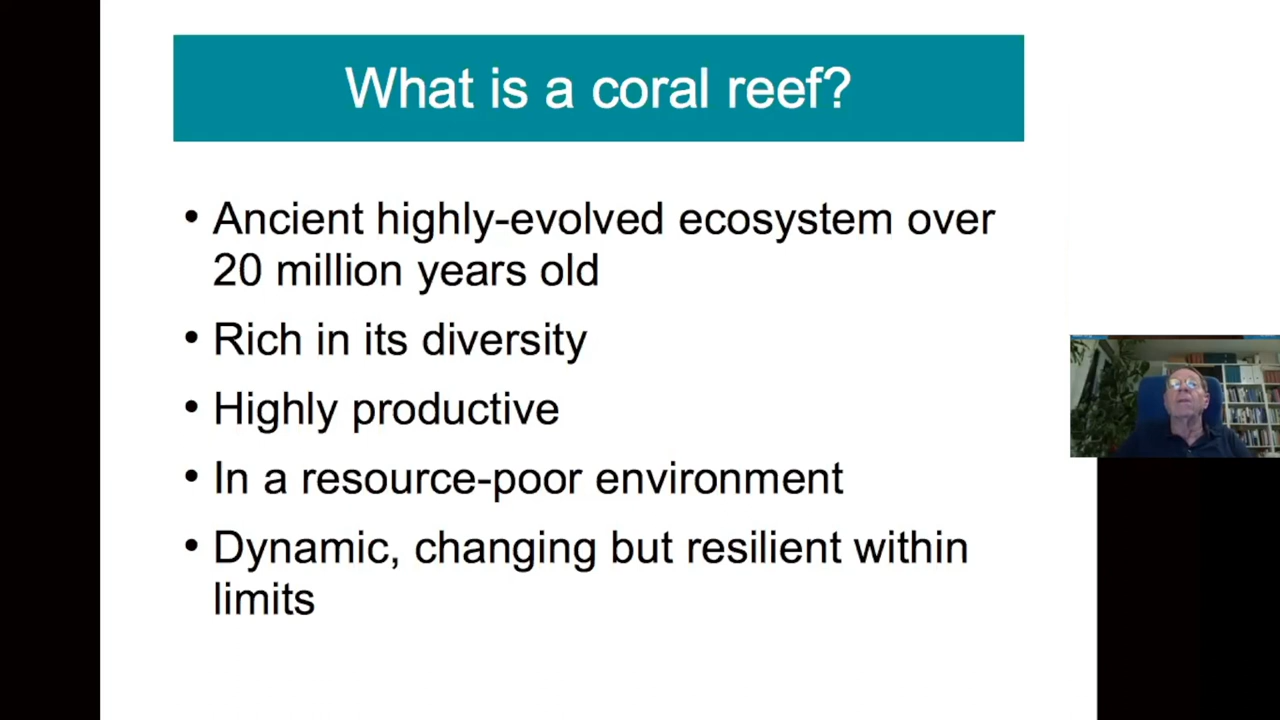 What is a coral reef?
• Ancient highly-evolved ecosystem over
20 million years old
• Rich in its diversity
• Highly productive
• In a resource-poor environment
• Dynamic, changing but resilient within
limits